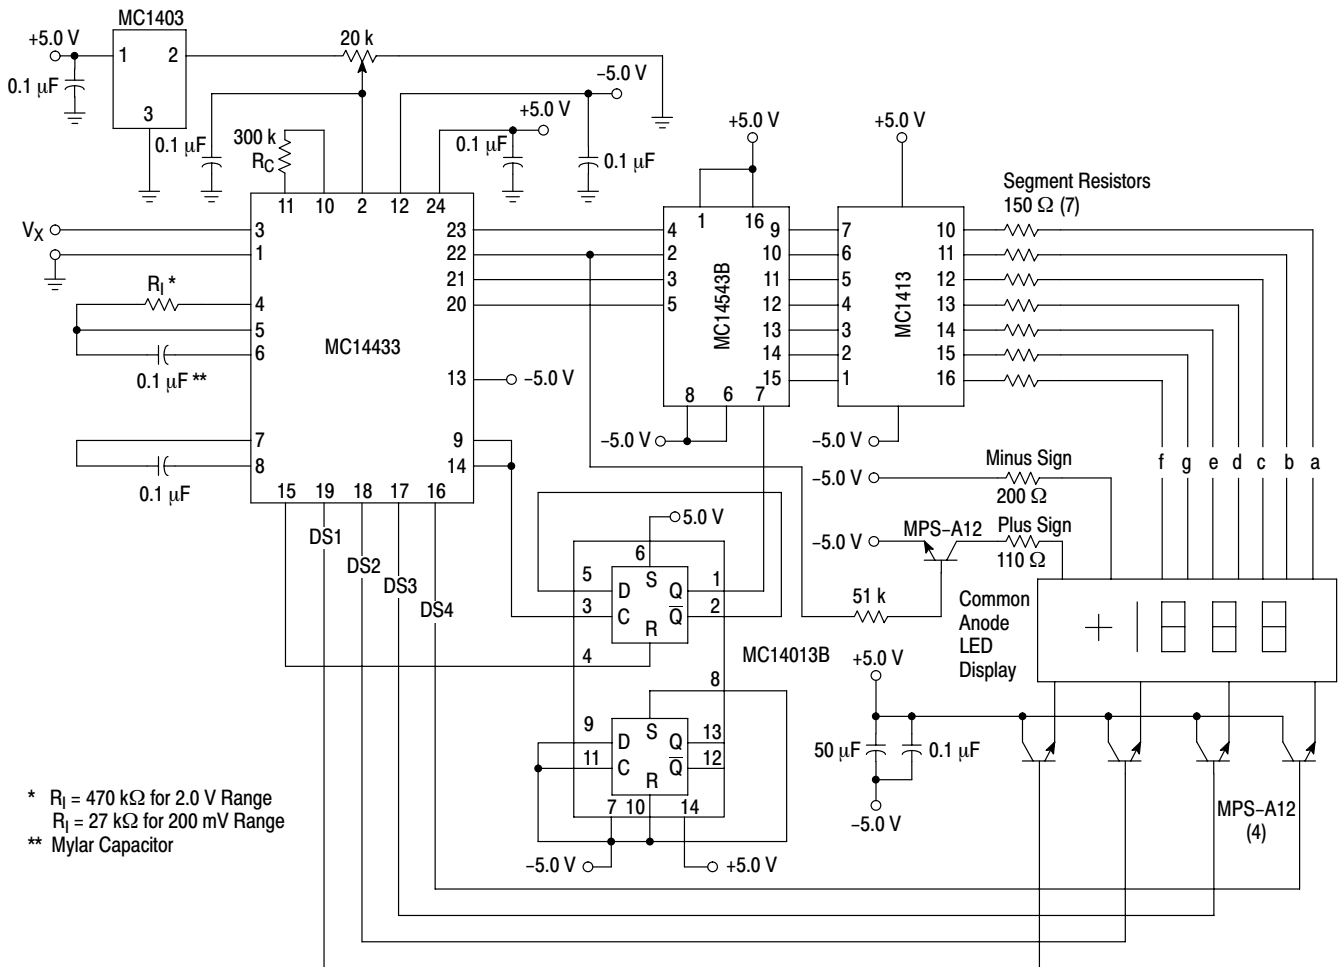 MC1403
+5.0 V
1
2
3
0.1 µF
20 k
−5.0 V
+5.0 V
0.1 µF
300 k
R_C
0.1 µF
0.1 µF
11 10 2 12 24
V_X
3
1
R_I *
4
5
6
0.1 µF **
7
8
0.1 µF
MC14433
23
22
21
20
13
−5.0 V
9
14
15 19 18 17 16
DS1
DS2
DS3
DS4
+5.0 V
1 16
4
2
3
5
MC14543B
9
10
11
12
13
14
15
8 6 7
−5.0 V
+5.0 V
7
6
5
4
3
2
1
MC1413
10
11
12
13
14
15
16
−5.0 V
Segment Resistors
150 Ω (7)
f g e d c b a
−5.0 V
Minus Sign
200 Ω
−5.0 V
MPS−A12
Plus Sign
110 Ω
51 k
Common
Anode
LED
Display
5.0 V
6
5 D S Q 1
3 C Q 2
R
4
MC14013B
8
9 D S Q 13
11 C Q 12
R
7 10 14
−5.0 V
+5.0 V
+5.0 V
50 µF
0.1 µF
−5.0 V
MPS−A12
(4)
* R_I = 470 kΩ for 2.0 V Range
R_I = 27 kΩ for 200 mV Range
** Mylar Capacitor